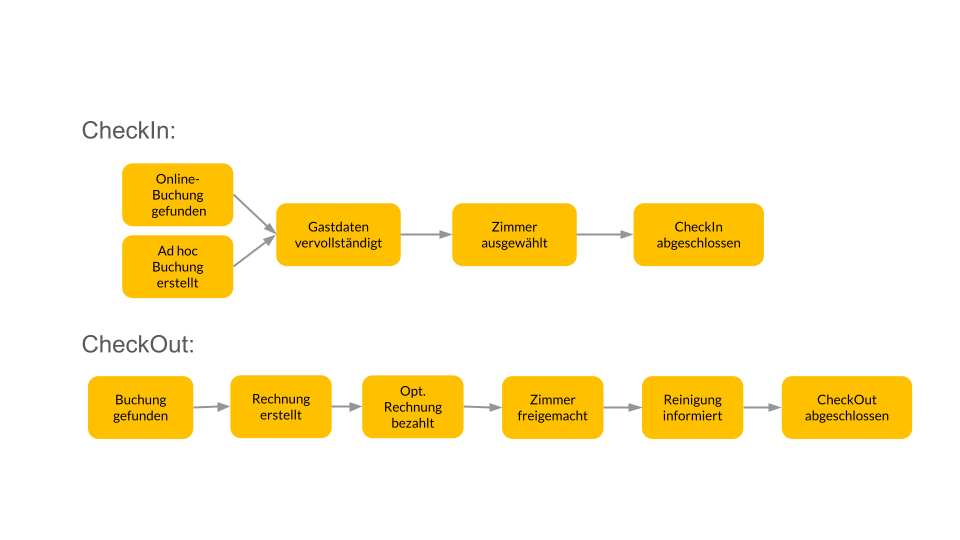 CheckIn:
Online-
Buchung
gefunden
Ad hoc
Buchung
erstellt
Gastdaten
vervollständigt
Zimmer
ausgewählt
CheckIn
abgeschlossen
CheckOut:
Buchung
gefunden
Rechnung
erstellt
Opt.
Rechnung
bezahlt
Zimmer
freigemacht
Reinigung
informiert
CheckOut
abgeschlossen